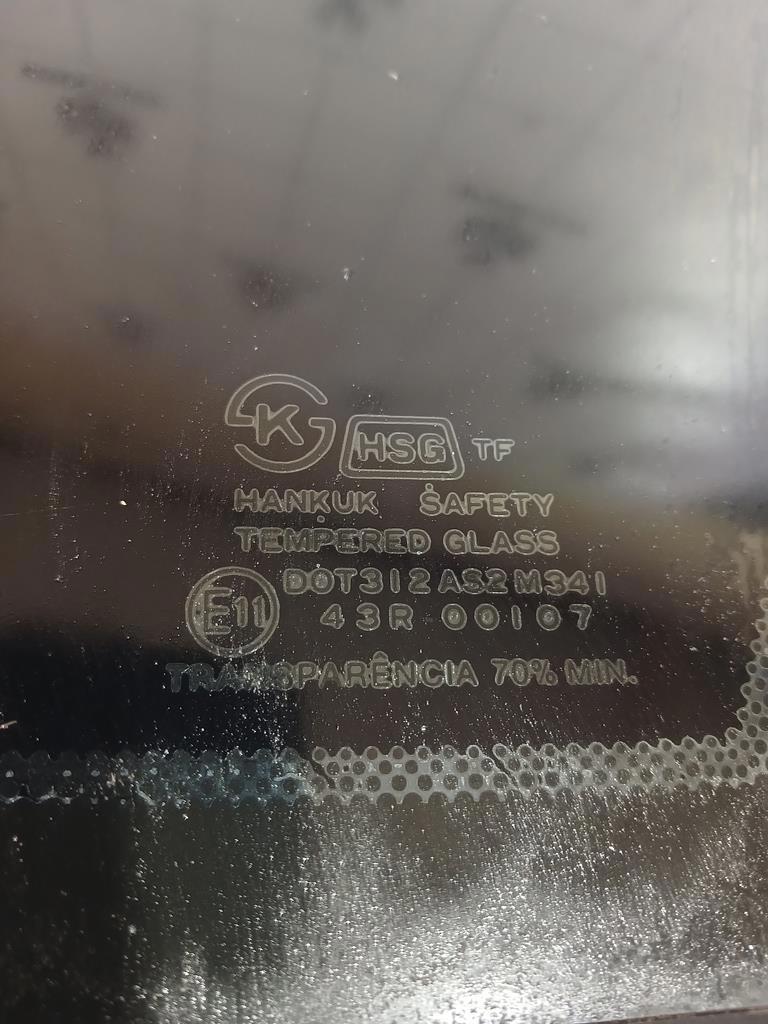 K HSG TF
HANKUK SAFETY
TEMPERED GLASS
E11 DOT312 AS2 M341
43R 00107
TRANSPARÊNCIA 70% MIN.